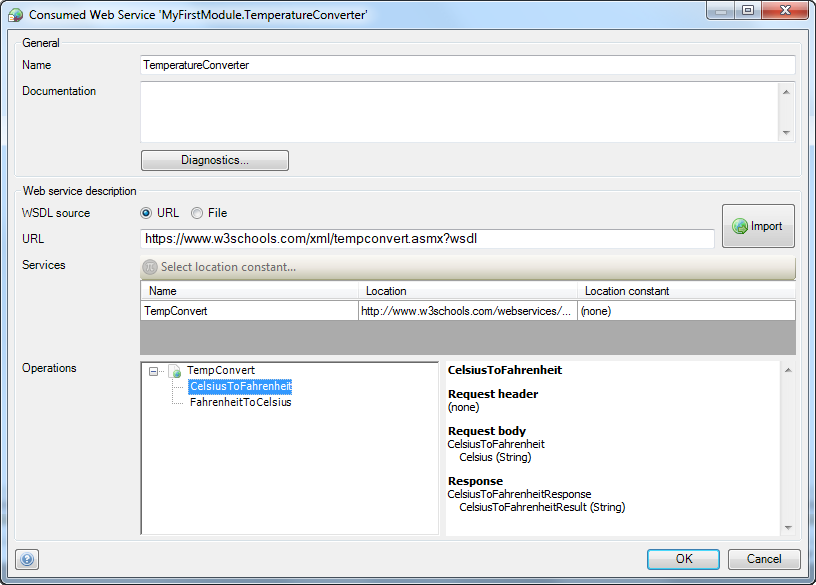 Consumed Web Service 'MyFirstModule.TemperatureConverter'
General
Name TemperatureConverter
Documentation
Diagnostics...
Web service description
WSDL source URL File
Import
URL https://www.w3schools.com/xml/tempconvert.asmx?wsdl
Services Select location constant...
Name Location Location constant
TempConvert http://www.w3schools.com/webservices/... (none)
Operations
TempConvert
CelsiusToFahrenheit
FahrenheitToCelsius
CelsiusToFahrenheit
Request header
(none)
Request body
CelsiusToFahrenheit
Celsius (String)
Response
CelsiusToFahrenheitResponse
CelsiusToFahrenheitResult (String)
OK Cancel